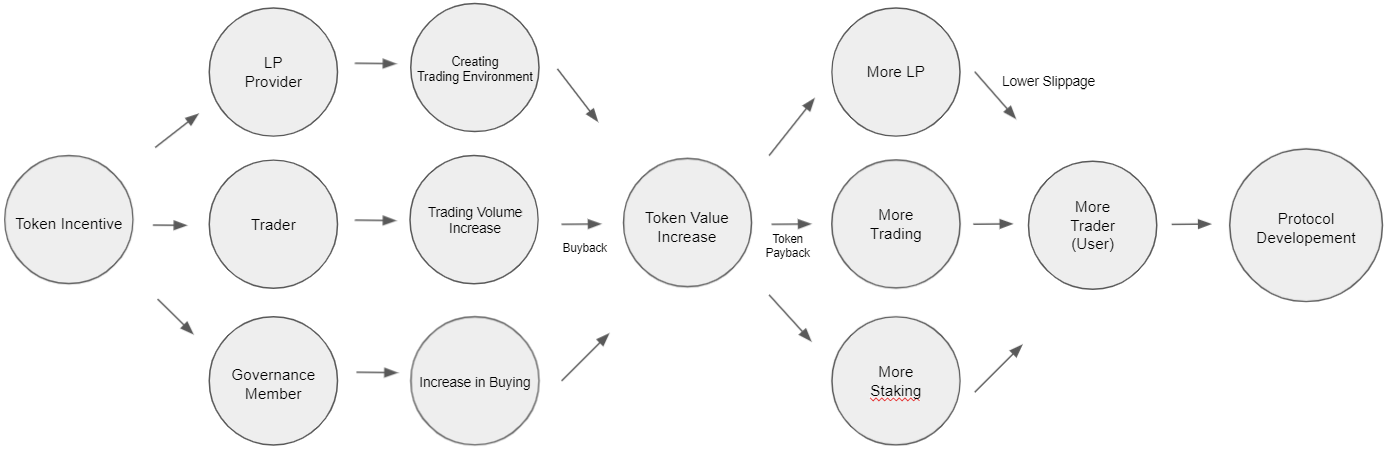 Token Incentive
LP
Provider
Creating
Trading Environment
Trader
Trading Volume
Increase
Governance
Member
Increase in Buying
Buyback
Token Value
Increase
Token
Payback
More LP
Lower Slippage
More
Trading
More
Staking
More
Trader
(User)
Protocol
Developement